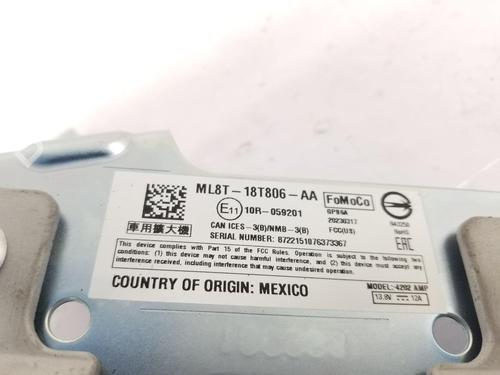 ML8T-18T806-AA
FoMoCo
E11 10R-059201
GP96A
20230317
車用擴大機
CAN ICES-3(B)/NMB-3(B)
FCC(US)
RoHS
SERIAL NUMBER: 8722151076373367
EAC
This device complies with Part 15 of the FCC Rules. Operation is subject to the following two
conditions: (1) this device may not cause harmful interference, and (2) this device must accept any
interference received, including interference that may cause undesired operation.
COUNTRY OF ORIGIN: MEXICO
MODEL: 4202 AMP
13.8V 12A